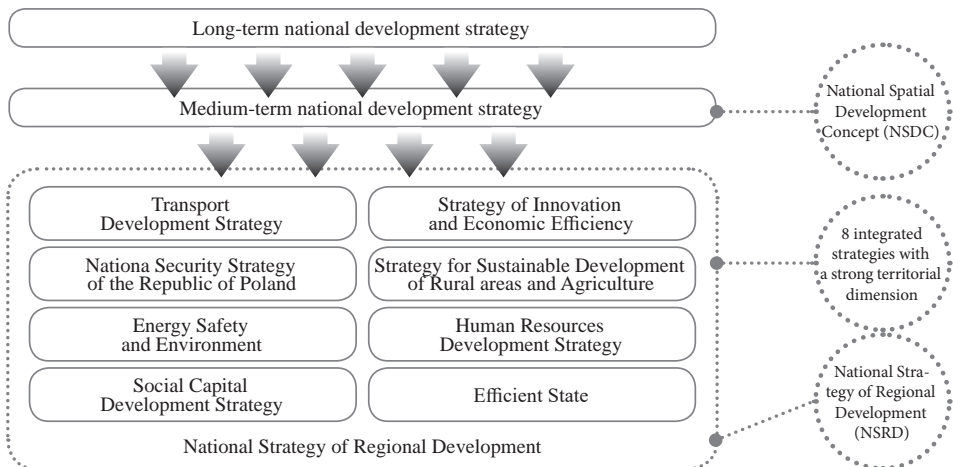 Long-term national development strategy
Medium-term national development strategy
National Spatial
Development
Concept (NSDC)
Transport
Development Strategy
Strategy of Innovation
and Economic Efficiency
Nationa Security Strategy
of the Republic of Poland
Strategy for Sustainable Development
of Rural areas and Agriculture
8 integrated
strategies with
a strong territorial
dimension
Energy Safety
and Environment
Human Resources
Development Strategy
Social Capital
Development Strategy
Efficient State
National Stra-
tegy of Regional
Development
(NSRD)
National Strategy of Regional Development